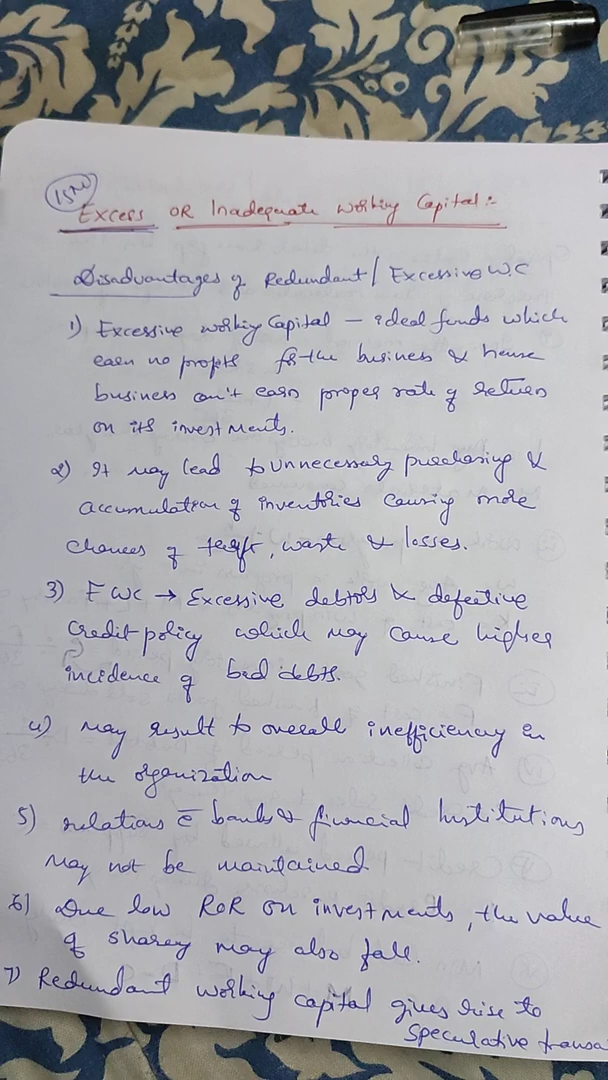 15M
Excess OR Inadequate working Capital :-
Disadvantages of Redundant / Excessive W.C
1) Excessive working Capital — ideal funds which
earn no profits for the business & hense
business can't earn proper rate of return
on its investments.
2) It may lead to unnecessary purchasing &
accumulation of inventories causing more
chances of theft, waste & losses.
3) EWC → Excessive debtors & defective
Credit policy which may cause higher
incidence of bad debts.
4) may result to overall inefficiency in
the organization
5) relations c̄ banks & financial Institutions
may not be maintained
6) Due low ROR on investments, the value
of shares may also fall.
7) Redundant working capital gives rise to
speculative transa